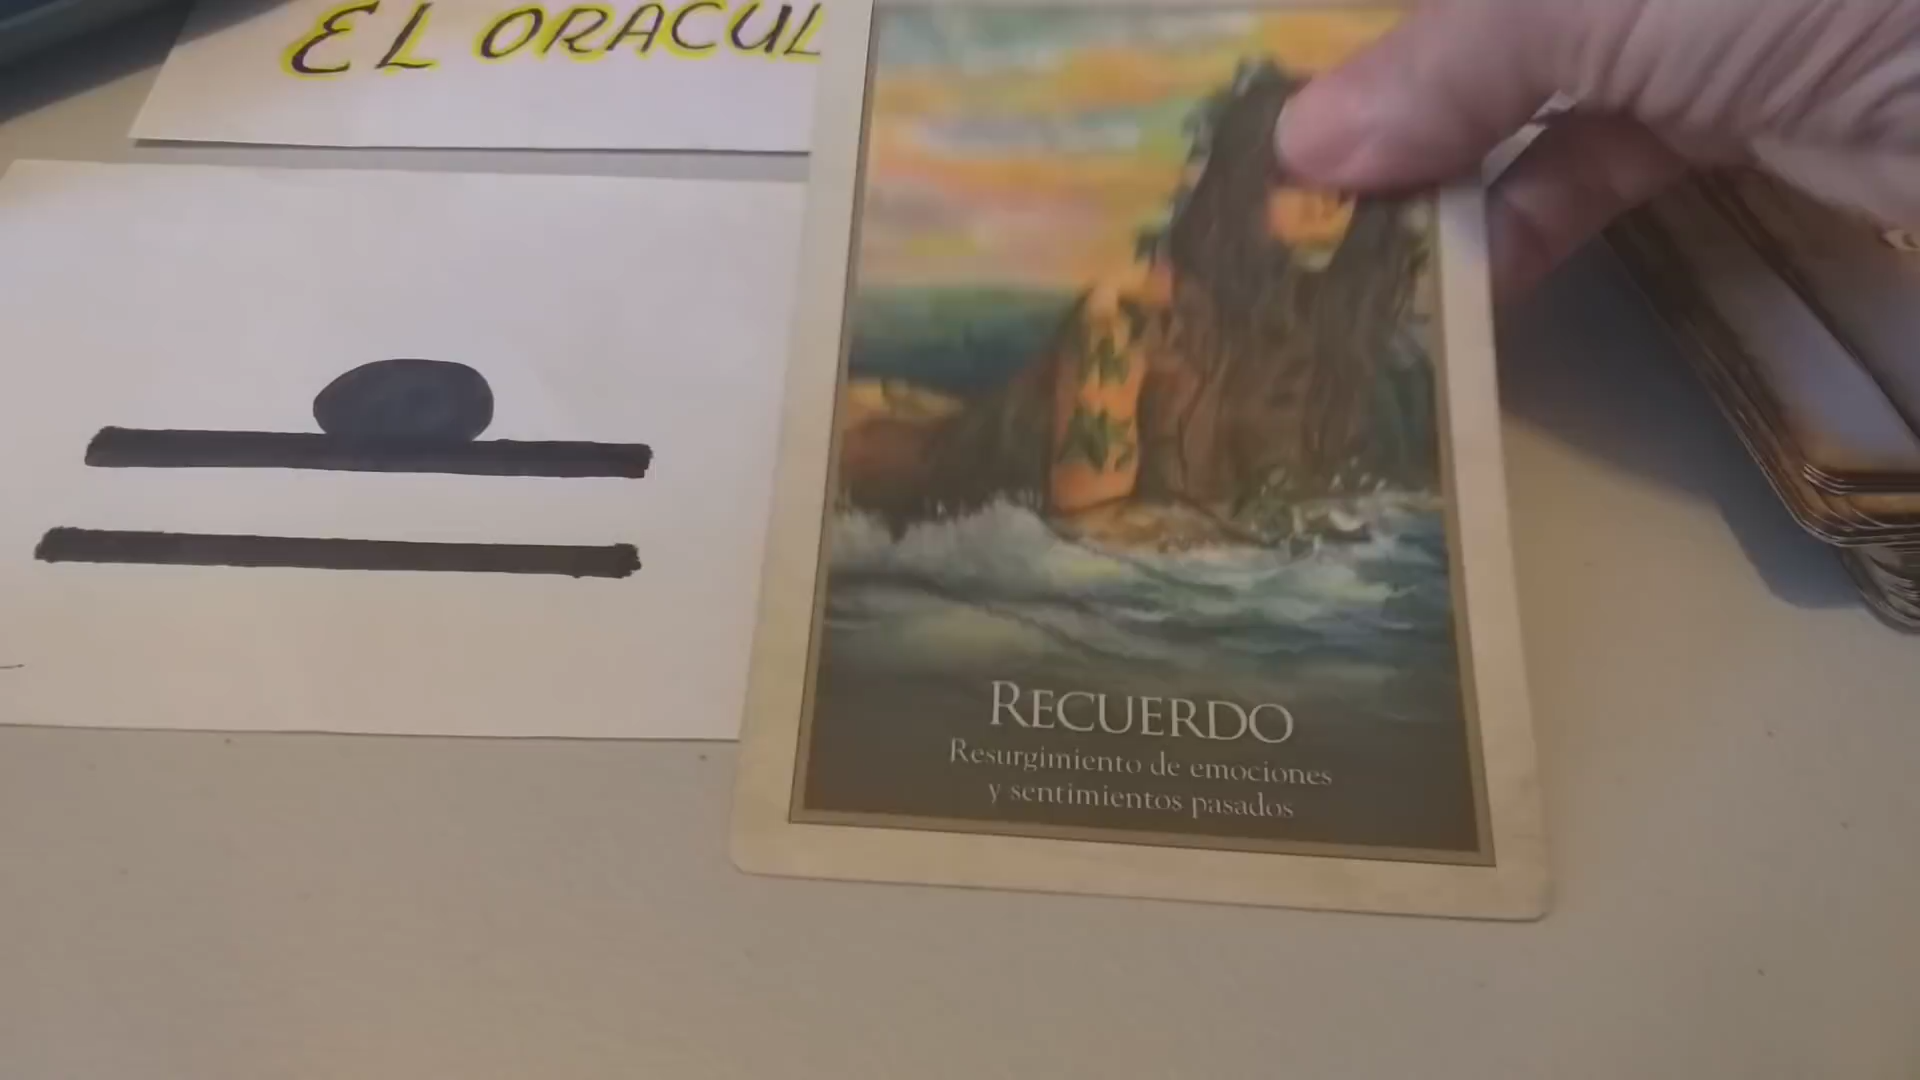 EL ORACUL
RECUERDO
Resurgimiento de emociones
y sentimientos pasados